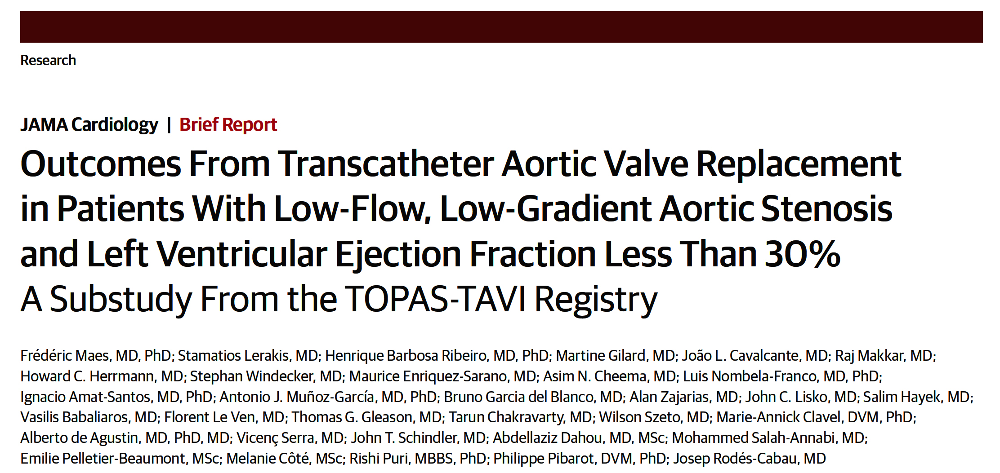 Research
JAMA Cardiology | Brief Report
Outcomes From Transcatheter Aortic Valve Replacement
in Patients With Low-Flow, Low-Gradient Aortic Stenosis
and Left Ventricular Ejection Fraction Less Than 30%
A Substudy From the TOPAS-TAVI Registry
Frédéric Maes, MD, PhD; Stamatios Lerakis, MD; Henrique Barbosa Ribeiro, MD, PhD; Martine Gilard, MD; João L. Cavalcante, MD; Raj Makkar, MD;
Howard C. Herrmann, MD; Stephan Windecker, MD; Maurice Enriquez-Sarano, MD; Asim N. Cheema, MD; Luis Nombela-Franco, MD, PhD;
Ignacio Amat-Santos, MD, PhD; Antonio J. Muñoz-García, MD, PhD; Bruno Garcia del Blanco, MD; Alan Zajarias, MD; John C. Lisko, MD; Salim Hayek, MD;
Vasilis Babaliaros, MD; Florent Le Ven, MD; Thomas G. Gleason, MD; Tarun Chakravarty, MD; Wilson Szeto, MD; Marie-Annick Clavel, DVM, PhD;
Alberto de Agustin, MD, PhD, MD; Vicenç Serra, MD; John T. Schindler, MD; Abdellaziz Dahou, MD, MSc; Mohammed Salah-Annabi, MD;
Emilie Pelletier-Beaumont, MSc; Melanie Côté, MSc; Rishi Puri, MBBS, PhD; Philippe Pibarot, DVM, PhD; Josep Rodés-Cabau, MD